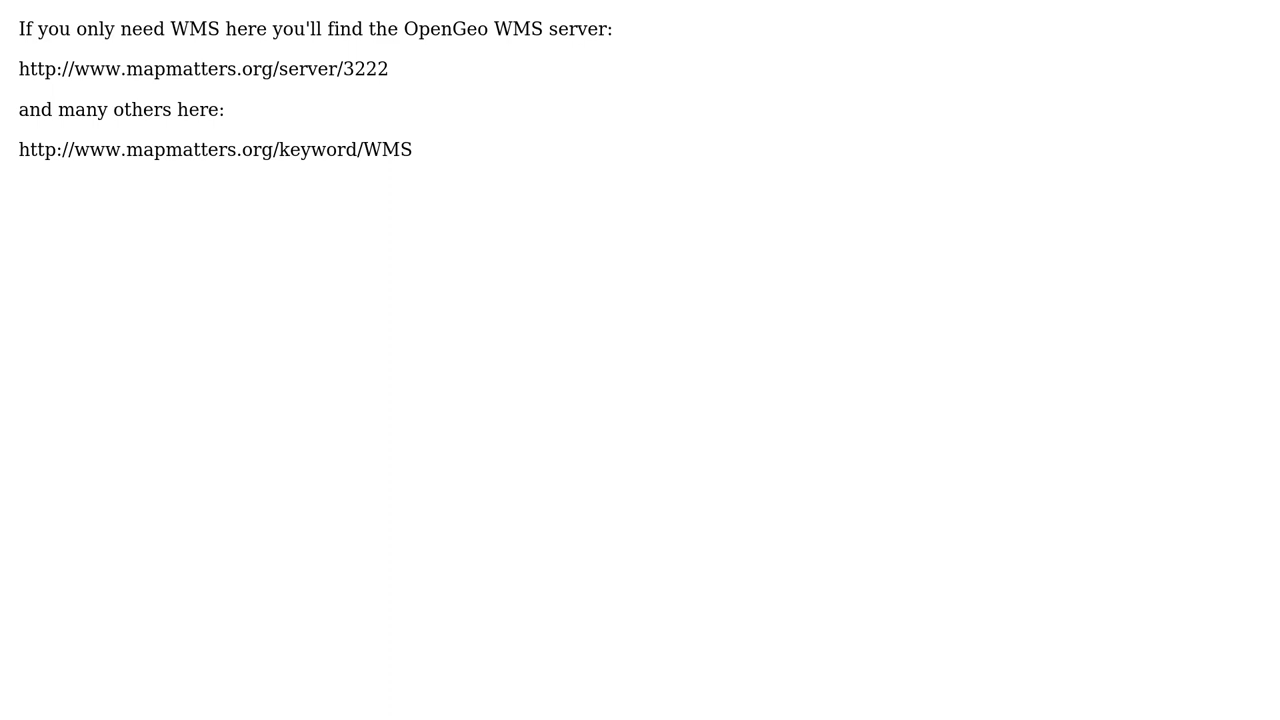 If you only need WMS here you'll find the OpenGeo WMS server:
http://www.mapmatters.org/server/3222
and many others here:
http://www.mapmatters.org/keyword/WMS